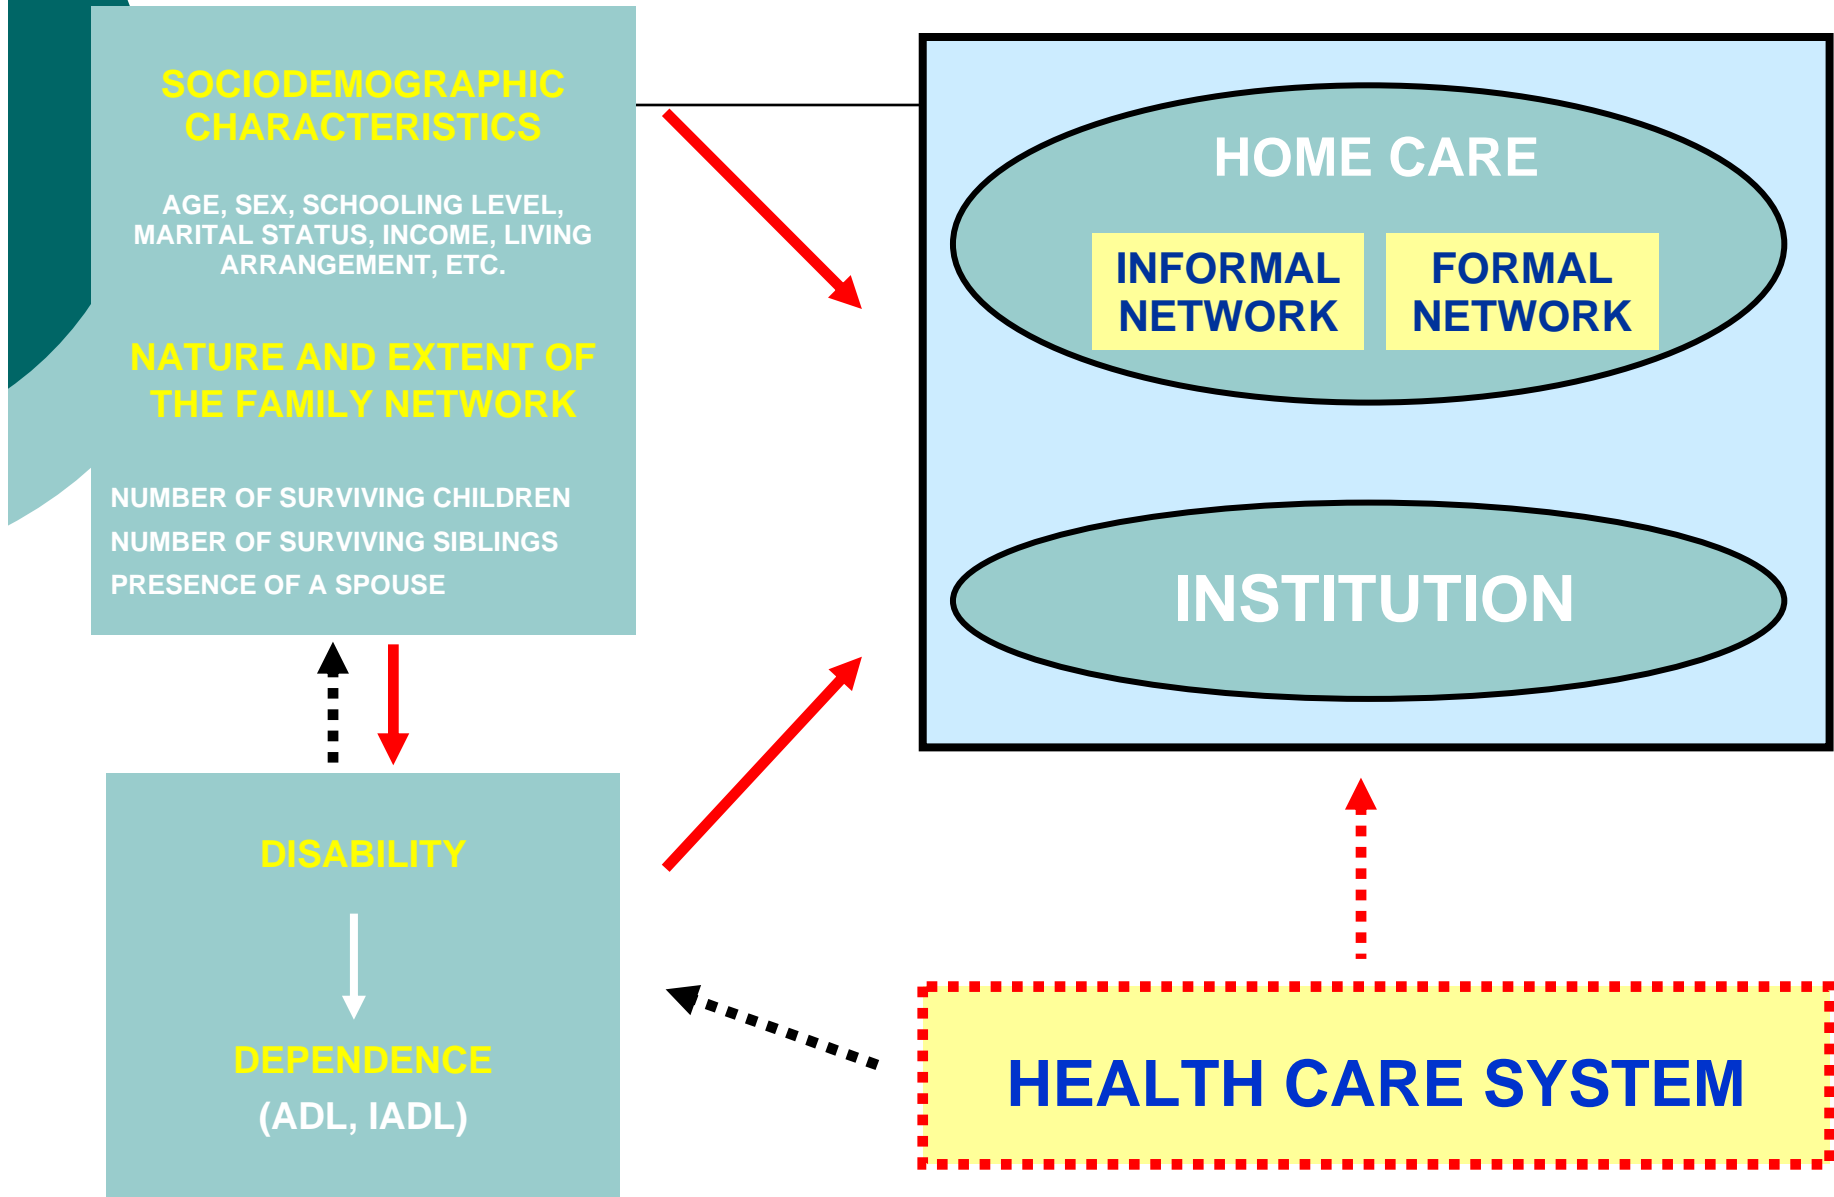 SOCIODEMOGRAPHIC
CHARACTERISTICS
AGE, SEX, SCHOOLING LEVEL,
MARITAL STATUS, INCOME, LIVING
ARRANGEMENT, ETC.
NATURE AND EXTENT OF
THE FAMILY NETWORK
NUMBER OF SURVIVING CHILDREN
NUMBER OF SURVIVING SIBLINGS
PRESENCE OF A SPOUSE
DISABILITY
DEPENDENCE
(ADL, IADL)
HOME CARE
INFORMAL
NETWORK
FORMAL
NETWORK
INSTITUTION
HEALTH CARE SYSTEM